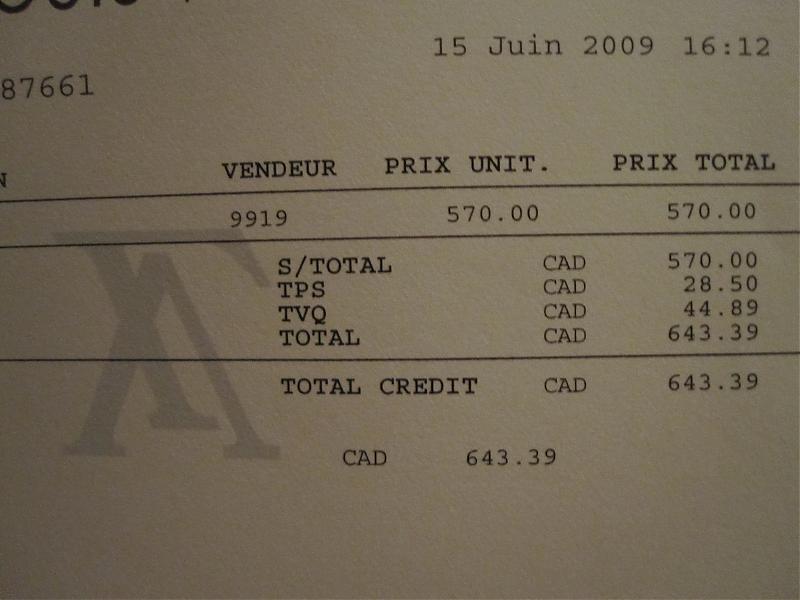 15 Juin 2009 16:12
87661
VENDEUR PRIX UNIT. PRIX TOTAL
9919 570.00 570.00
S/TOTAL CAD 570.00
TPS CAD 28.50
TVQ CAD 44.89
TOTAL CAD 643.39
TOTAL CREDIT CAD 643.39
CAD 643.39